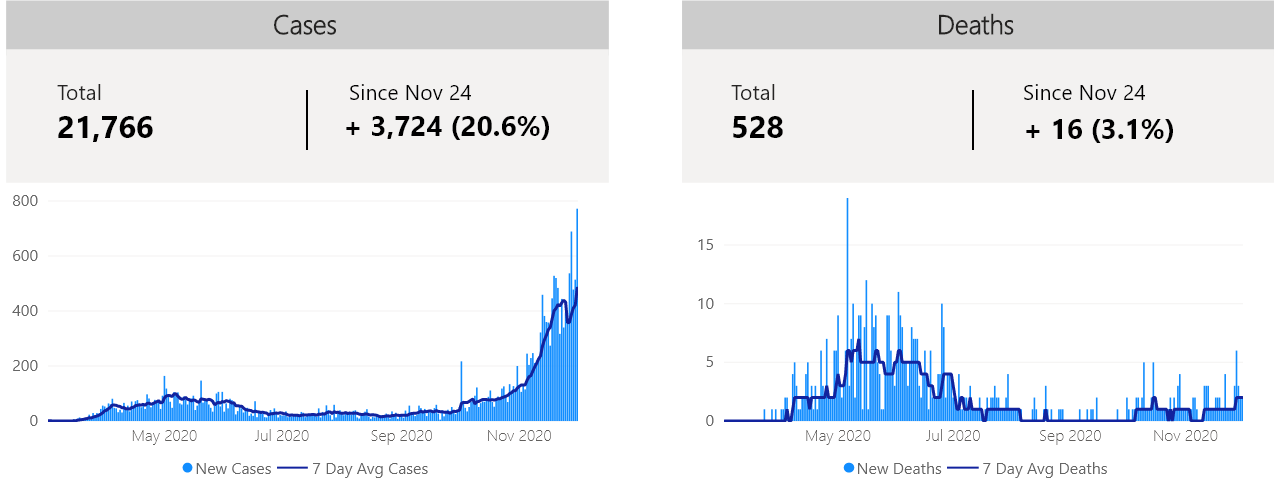 Cases
Total
21,766
Since Nov 24
+ 3,724 (20.6%)
800
600
400
200
0
May 2020
Jul 2020
Sep 2020
Nov 2020
New Cases
7 Day Avg Cases
Deaths
Total
528
Since Nov 24
+ 16 (3.1%)
15
10
5
0
May 2020
Jul 2020
Sep 2020
Nov 2020
New Deaths
7 Day Avg Deaths